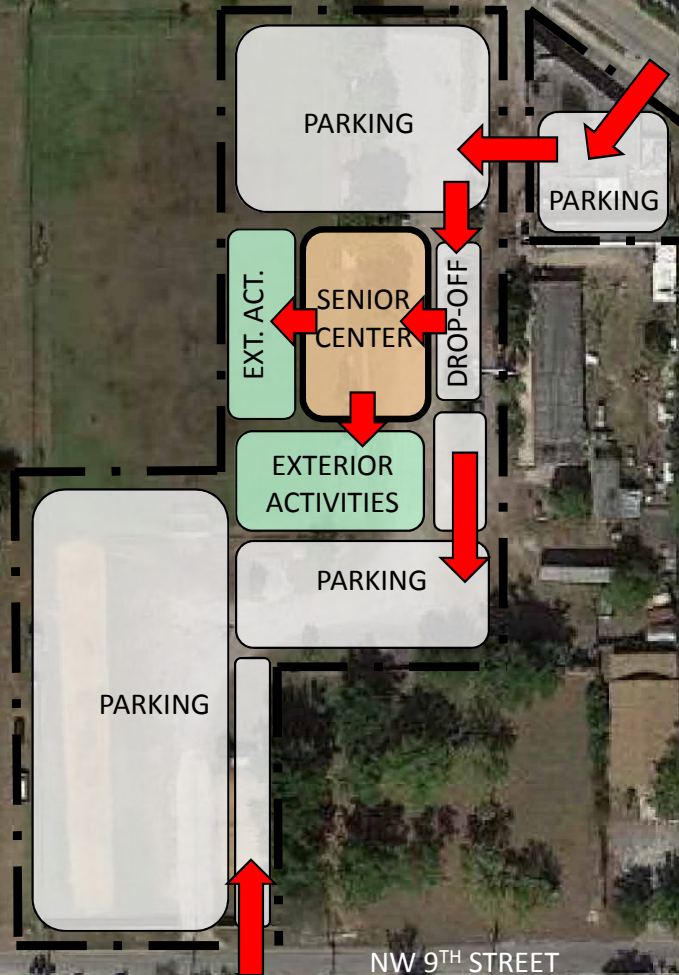 PARKING
PARKING
EXT. ACT.
SENIOR
CENTER
DROP-OFF
EXTERIOR
ACTIVITIES
PARKING
PARKING
NW 9TH STREET